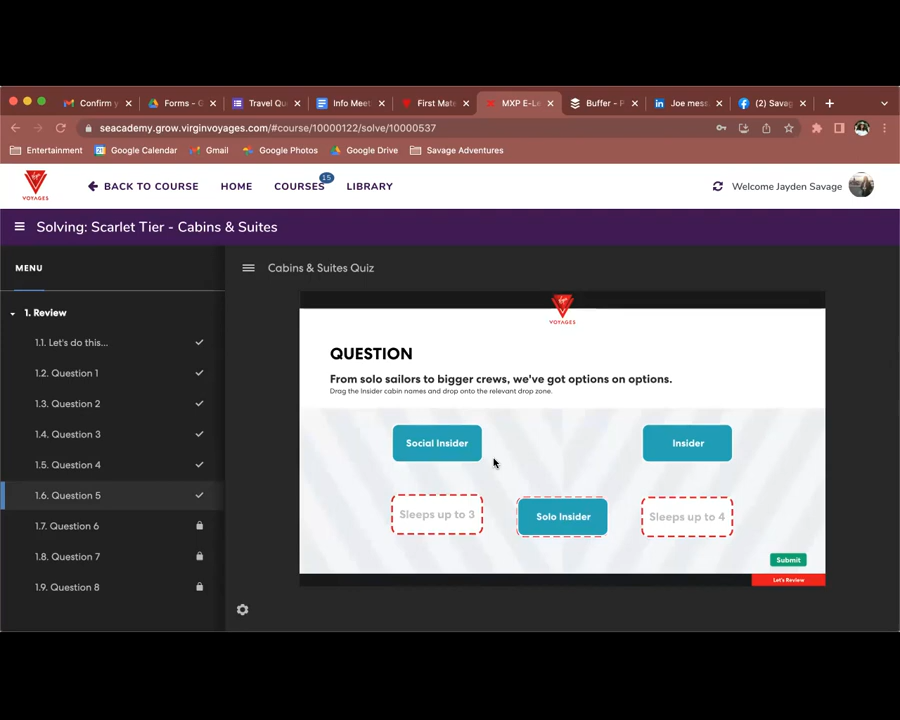 Confirm y
Forms - G
Travel Qu
Info Meet
First Mate
MXP E-Le
Buffer - P
Joe mess
(2) Savag
seacademy.grow.virginvoyages.com/#course/10000122/solve/10000537
Entertainment
Google Calendar
Gmail
Google Photos
Google Drive
Savage Adventures
VOYAGES
BACK TO COURSE
HOME
COURSES
15
LIBRARY
Welcome Jayden Savage
Solving: Scarlet Tier - Cabins & Suites
MENU
Cabins & Suites Quiz
1. Review
1.1. Let's do this...
1.2. Question 1
1.3. Question 2
1.4. Question 3
1.5. Question 4
1.6. Question 5
1.7. Question 6
1.8. Question 7
1.9. Question 8
Virgin
VOYAGES
QUESTION
From solo sailors to bigger crews, we've got options on options.
Drag the Insider cabin names and drop onto the relevant drop zone.
Social Insider
Insider
Sleeps up to 3
Solo Insider
Sleeps up to 4
Submit
Let's Review